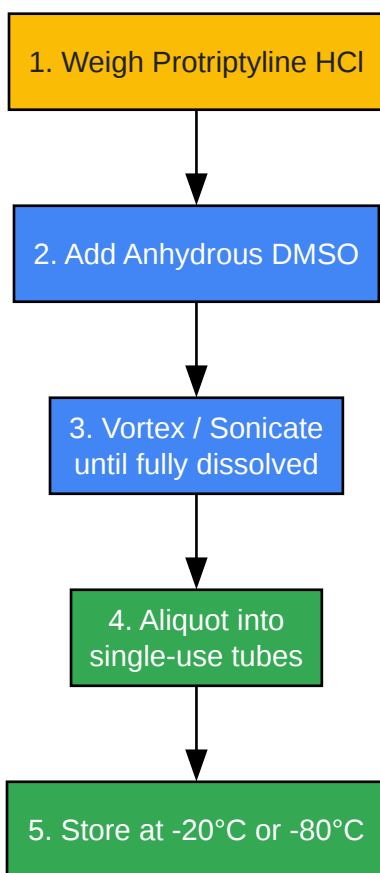 1. Weigh Protriptyline HCl
2. Add Anhydrous DMSO
3. Vortex / Sonicate
until fully dissolved
4. Aliquot into
single-use tubes
5. Store at -20°C or -80°C